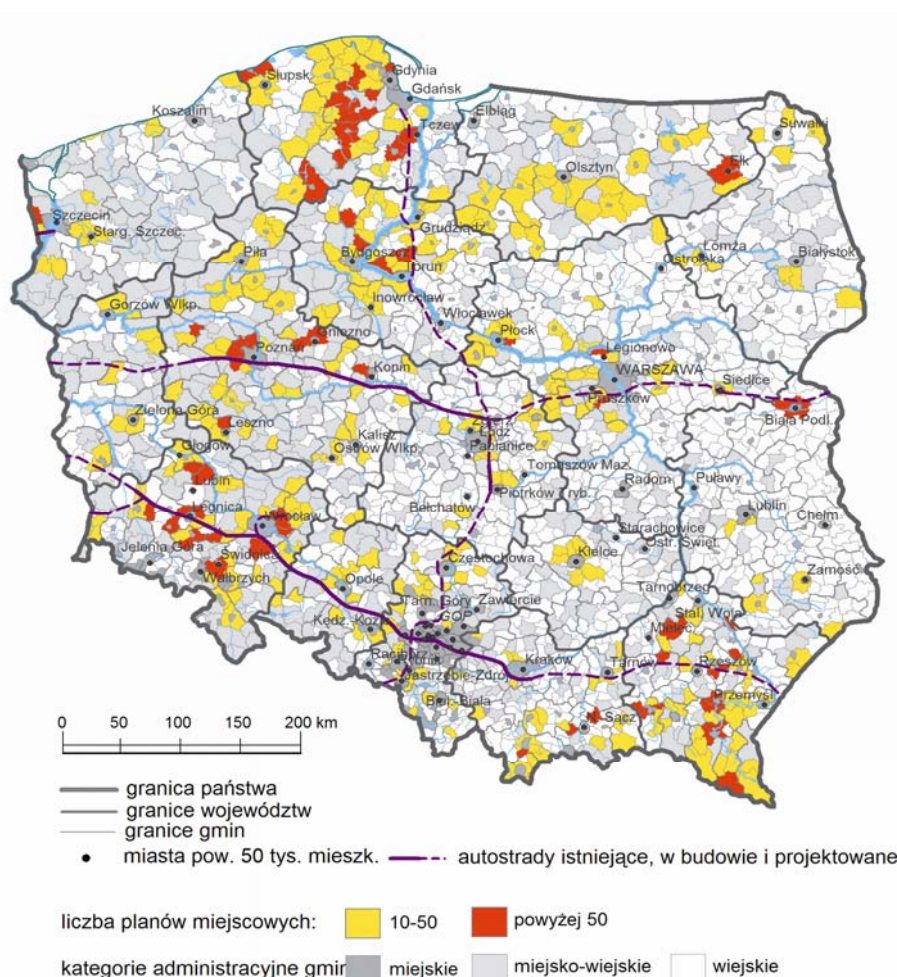 Słupsk
Gdynia
Gdańsk
Koszalin
Elbląg
Tczew
Suwałki
Ełk
Olsztyn
Szczecin
Starg. Szczec.
Grudziądz
Piła
Bydgoszcz
Toruń
Łomża
Ostrołęka
Białystok
Gorzów Wlkp.
Inowrocław
Włocławek
Płock
Gniezno
Poznań
Legionowo
WARSZAWA
Konin
Siedlce
Pruszków
Biała Podl.
Zielona Góra
Leszno
Kalisz
Ostrów Wlkp.
Łódź
Pabianice
Głogów
Tomaszów Maz.
Lubin
Piotrków Tryb.
Radom
Puławy
Legnica
Bełchatów
Lublin
Wrocław
Chełm
Starachowice
Ostr. Święt.
Jelenia Góra
Świdnica
Częstochowa
Kielce
Wałbrzych
Opole
Zamość
Tarnobrzeg
Tarn. Góry
Zawiercie
Stal. Wola
Kędz.-Koźle
GOP
Mielec
Racibórz
Rybnik
Kraków
Tarnów
Rzeszów
Jastrzębie-Zdrój
Przemyśl
Biel.-Biała
N. Sącz
0 50 100 150 200 km
granica państwa
granice województw
granice gmin
miasta pow. 50 tys. mieszk.
autostrady istniejące, w budowie i projektowane
liczba planów miejscowych: 10-50 powyżej 50
kategorie administracyjne gmin miejskie miejsko-wiejskie wiejskie